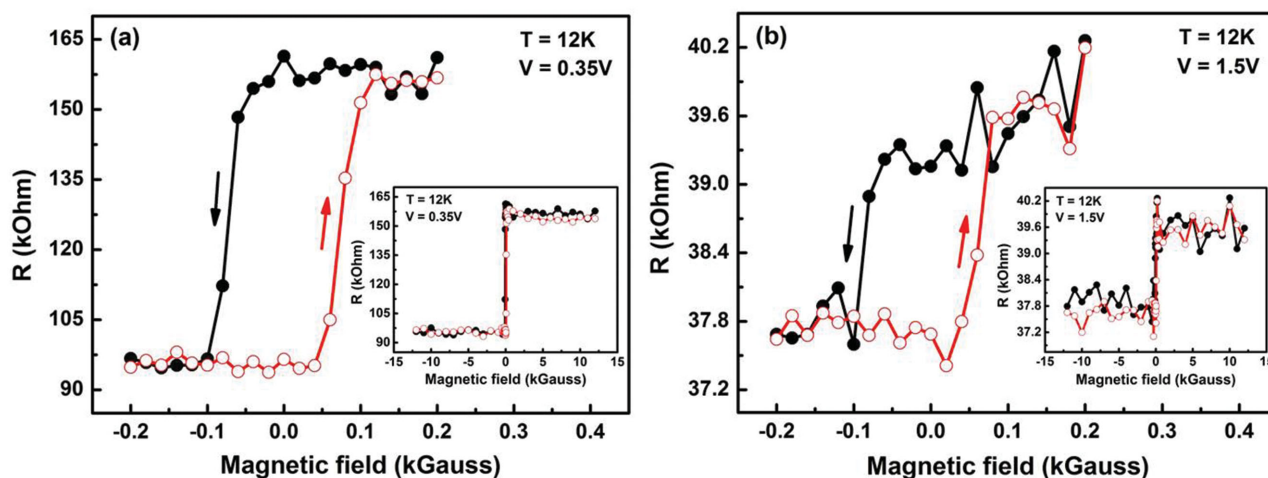 (a)
T = 12K
V = 0.35V
165
150
135
120
105
90
R (kOhm)
-0.2 -0.1 0.0 0.1 0.2 0.3 0.4
Magnetic field (kGauss)
T = 12K
V = 0.35V
165
150
135
120
105
90
R (kOhm)
-15 -10 -5 0 5 10 15
Magnetic field (kGauss)
(b)
T = 12K
V = 1.5V
40.2
39.6
39.0
38.4
37.8
37.2
R (kOhm)
-0.2 -0.1 0.0 0.1 0.2 0.3 0.4
Magnetic field (kGauss)
T = 12K
V = 1.5V
40.2
39.6
39.0
38.4
37.8
37.2
R (kOhm)
-15 -10 -5 0 5 10 15
Magnetic field (kGauss)